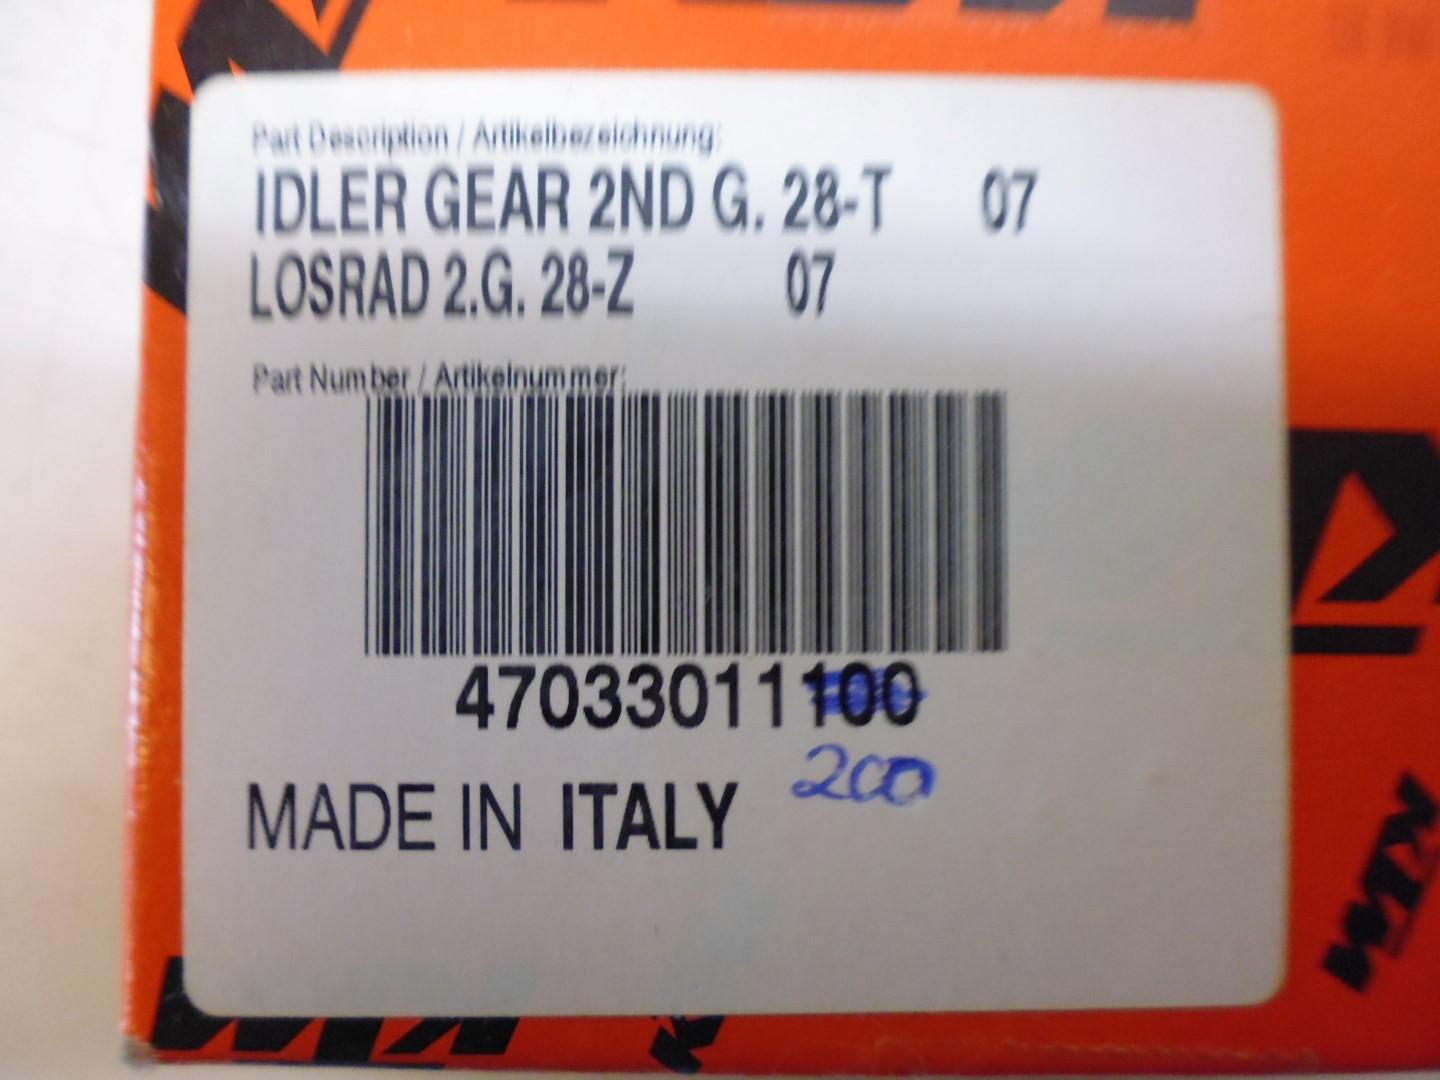 Part Description / Artikelbezeichnung:
IDLER GEAR 2ND G. 28-T 07
LOSRAD 2.G. 28-Z 07
Part Number / Artikelnummer:
47033011100
200
MADE IN ITALY
KTM